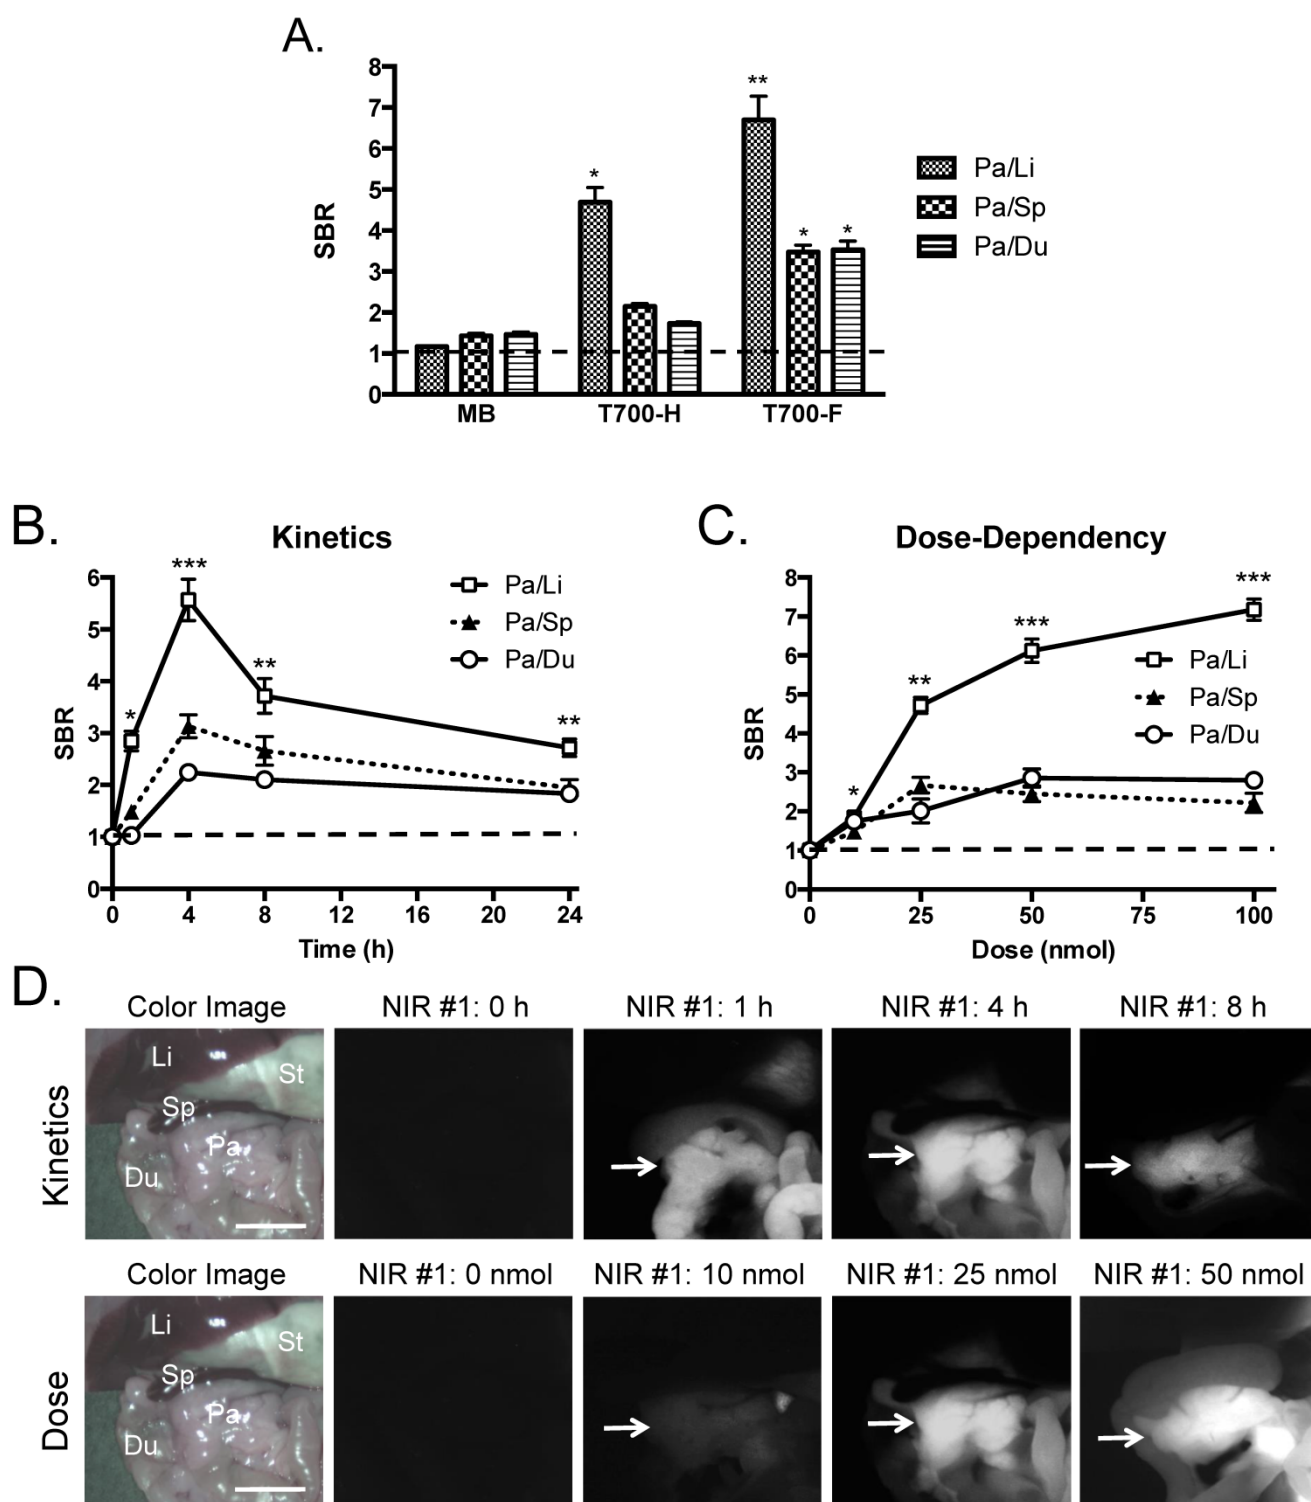 A.
8
7
6
5
4
3
2
1
0
SBR
**
*
*
*
MB
T700-H
T700-F
Pa/Li
Pa/Sp
Pa/Du
B.
Kinetics
6
5
4
3
2
1
0
SBR
*
***
**
**
Pa/Li
Pa/Sp
Pa/Du
0 4 8 12 16 20 24
Time (h)
C.
Dose-Dependency
8
7
6
5
4
3
2
1
0
SBR
*
**
***
***
Pa/Li
Pa/Sp
Pa/Du
0 25 50 75 100
Dose (nmol)
D.
Color Image NIR #1: 0 h NIR #1: 1 h NIR #1: 4 h NIR #1: 8 h
Kinetics
Li
St
Sp
Pa
Du
Color Image NIR #1: 0 nmol NIR #1: 10 nmol NIR #1: 25 nmol NIR #1: 50 nmol
Dose
Li
St
Sp
Pa
Du